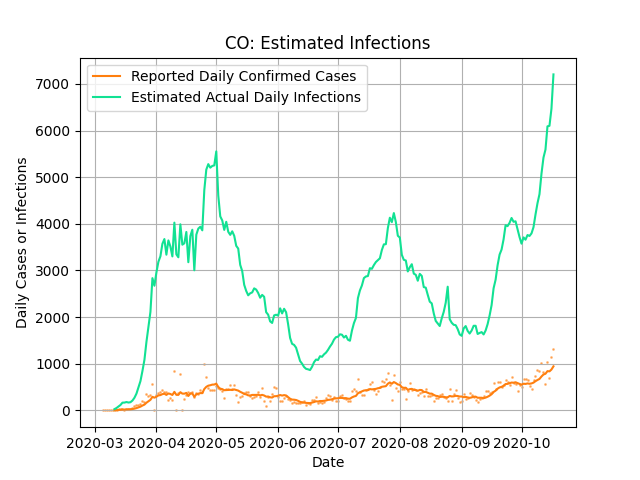 CO: Estimated Infections
Reported Daily Confirmed Cases
Estimated Actual Daily Infections
Daily Cases or Infections
7000
6000
5000
4000
3000
2000
1000
0
2020-03 2020-04 2020-05 2020-06 2020-07 2020-08 2020-09 2020-10
Date